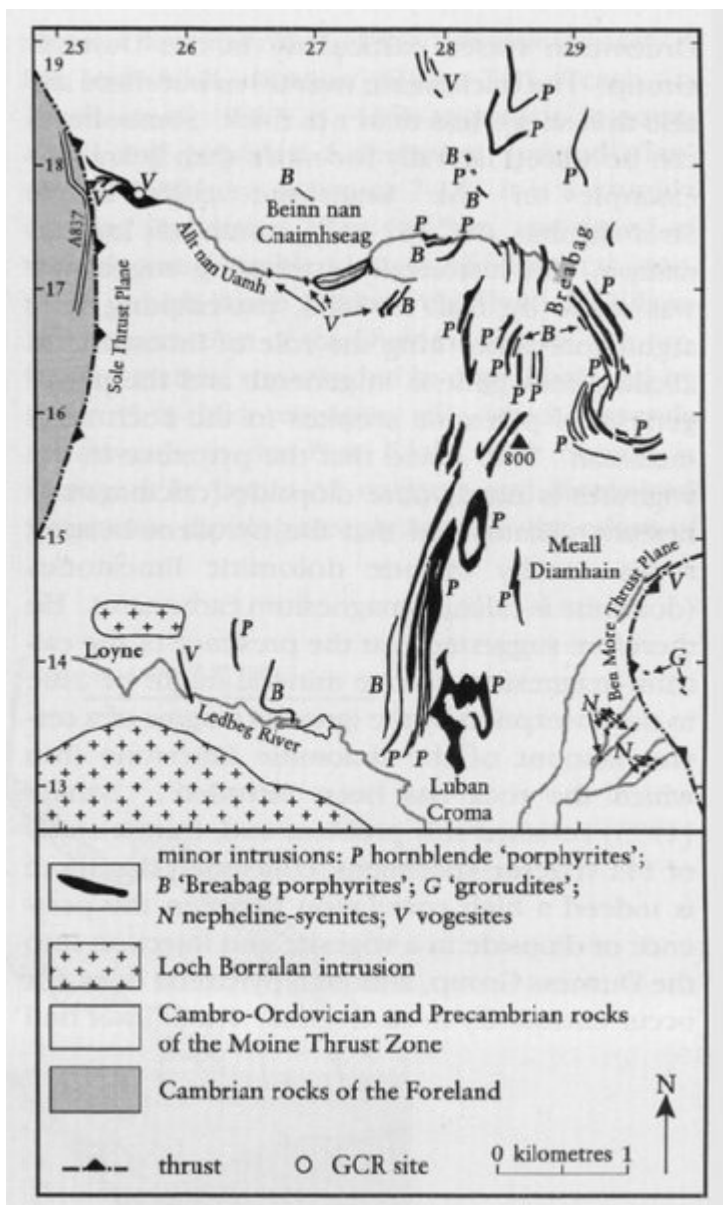 25 26 27 28 29
19
V P
P
B P
18
V V B P
B
Beinn nan
Cnaimhseag
P P
B
A837
Allt nan Uamh
Breabag
17
V B P P B P
P P
Sole Thrust Plane
16
P
P P
800
15
P
P
Meall
Diamhain
P
Ben More Thrust Plane
V
Loyne
14
V P B
B P
G
N
N
Ledbeg River
P P
13
Luban
Croma
minor intrusions: P hornblende 'porphyrites';
B 'Breabag porphyrites'; G 'grorudites';
N nepheline-syenites; V vogesites
Loch Borralan intrusion
Cambro-Ordovician and Precambrian rocks
of the Moine Thrust Zone
Cambrian rocks of the Foreland
N
thrust GCR site 0 kilometres 1